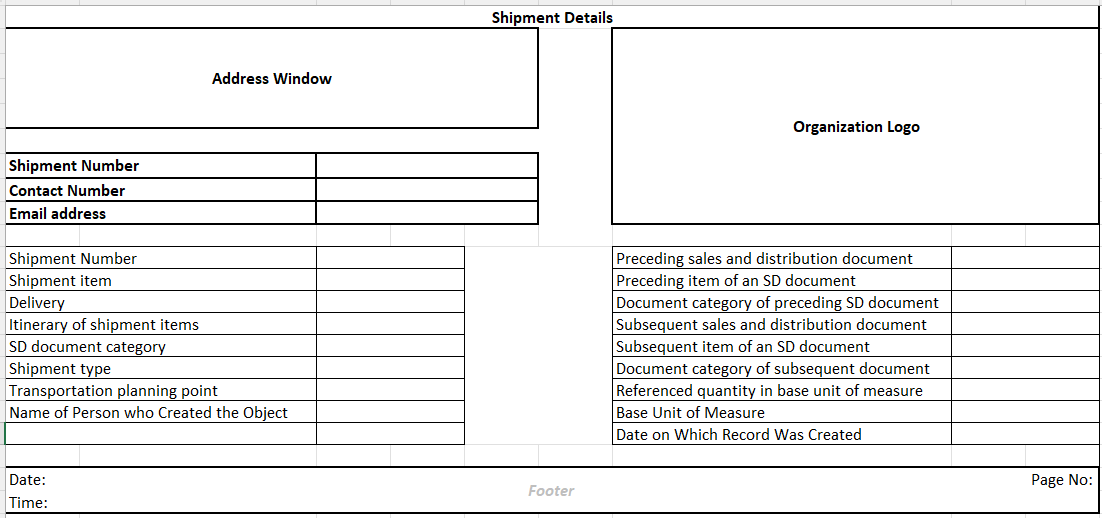 Shipment Details
Address Window
Organization Logo
Shipment Number
Contact Number
Email address
Shipment Number
Shipment item
Delivery
Itinerary of shipment items
SD document category
Shipment type
Transportation planning point
Name of Person who Created the Object
Preceding sales and distribution document
Preceding item of an SD document
Document category of preceding SD document
Subsequent sales and distribution document
Subsequent item of an SD document
Document category of subsequent document
Referenced quantity in base unit of measure
Base Unit of Measure
Date on Which Record Was Created
Date:
Time:
Footer
Page No: